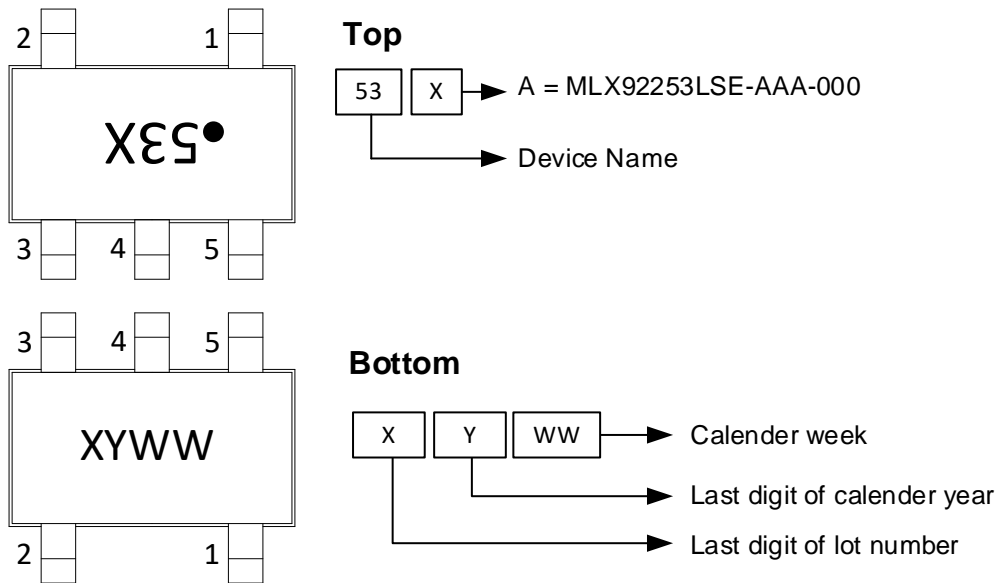 2 1
Top
53 X A = MLX92253LSE-AAA-000
Device Name
•53X
3 4 5
3 4 5
Bottom
XYWW
X Y WW Calender week
Last digit of calender year
Last digit of lot number
2 1